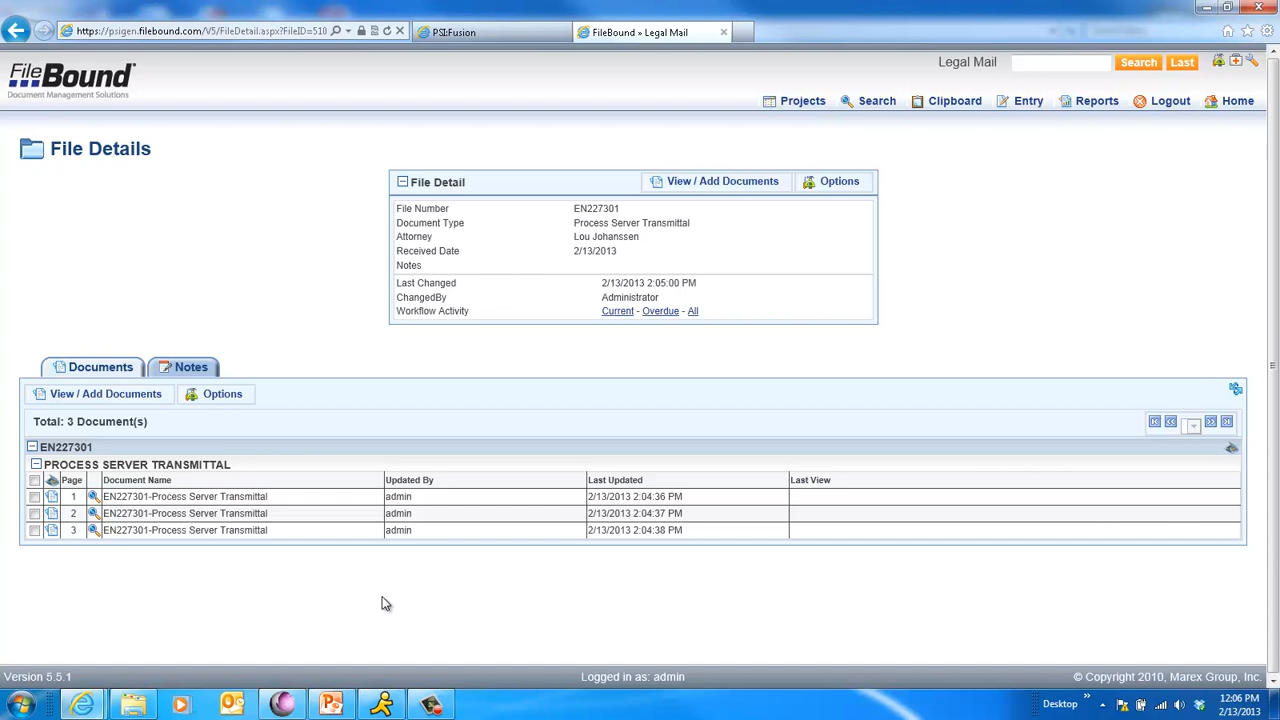 https://psigen.filebound.com/V5/FileDetail.aspx?FileID=510
PSI:Fusion
FileBound » Legal Mail
FileBound
Document Management Solutions
Legal Mail
Search
Last
Projects
Search
Clipboard
Entry
Reports
Logout
Home
File Details
File Detail
View / Add Documents
Options
File Number EN227301
Document Type Process Server Transmittal
Attorney Lou Johanssen
Received Date 2/13/2013
Notes
Last Changed 2/13/2013 2:05:00 PM
ChangedBy Administrator
Workflow Activity Current - Overdue - All
Documents
Notes
View / Add Documents
Options
Total: 3 Document(s)
EN227301
PROCESS SERVER TRANSMITTAL
Page Document Name Updated By Last Updated Last View
1 EN227301-Process Server Transmittal admin 2/13/2013 2:04:36 PM
2 EN227301-Process Server Transmittal admin 2/13/2013 2:04:37 PM
3 EN227301-Process Server Transmittal admin 2/13/2013 2:04:38 PM
Version 5.5.1
Logged in as: admin
© Copyright 2010, Marex Group, Inc.
Desktop
12:06 PM
2/13/2013